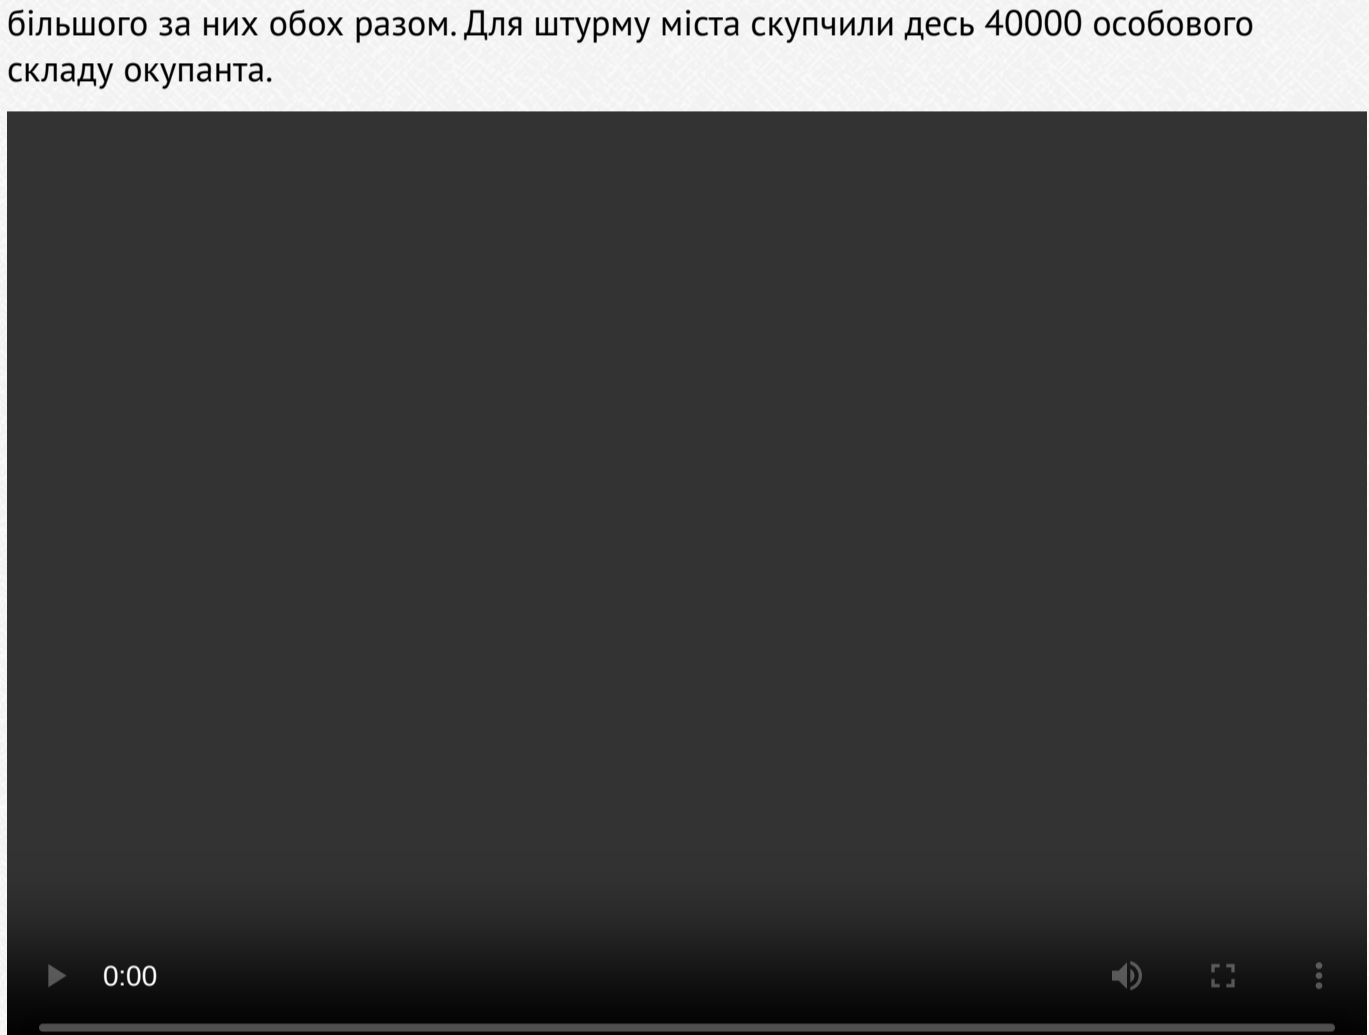 більшого за них обох разом. Для штурму міста скупчили десь 40000 особового
складу окупанта.
0:00